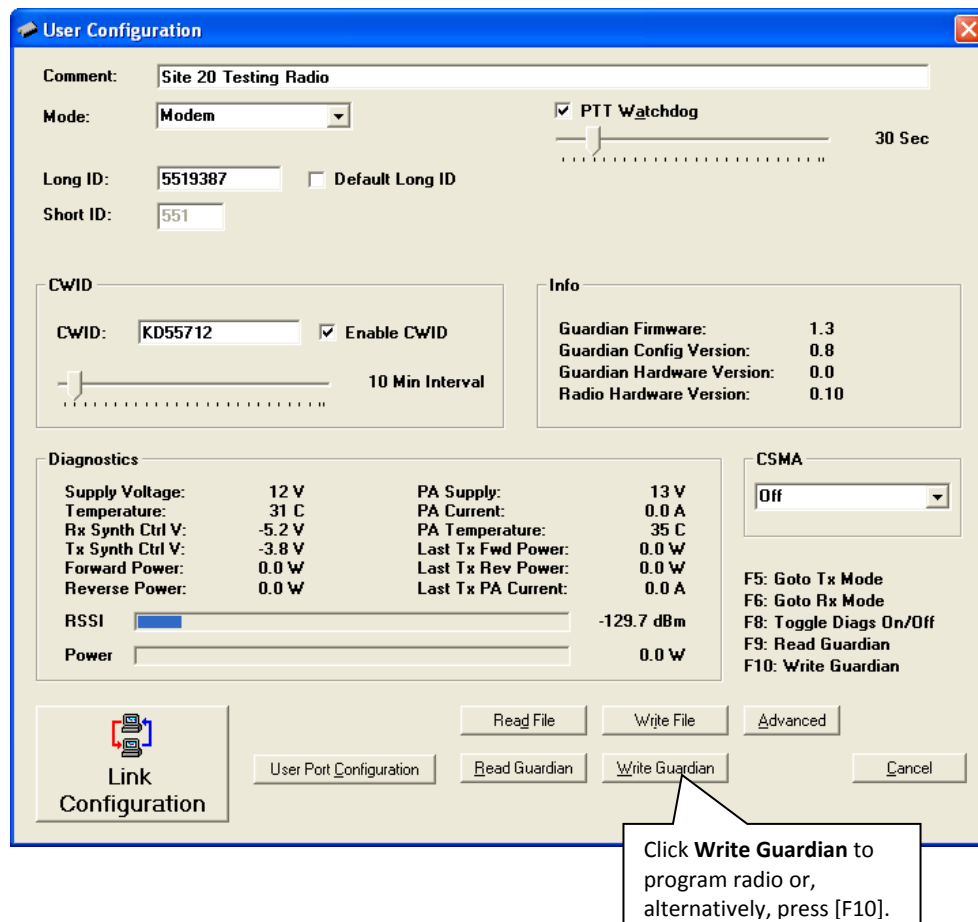 User Configuration
Comment: Site 20 Testing Radio
Mode: Modem
PTT Watchdog
30 Sec
Long ID: 5519387 Default Long ID
Short ID: 551
CWID
CWID: KD55712 Enable CWID
10 Min Interval
Info
Guardian Firmware: 1.3
Guardian Config Version: 0.8
Guardian Hardware Version: 0.0
Radio Hardware Version: 0.10
Diagnostics
Supply Voltage: 12 V PA Supply: 13 V
Temperature: 31 C PA Current: 0.0 A
Rx Synth Ctrl V: -5.2 V PA Temperature: 35 C
Tx Synth Ctrl V: -3.8 V Last Tx Fwd Power: 0.0 W
Forward Power: 0.0 W Last Tx Rev Power: 0.0 W
Reverse Power: 0.0 W Last Tx PA Current: 0.0 A
RSSI -129.7 dBm
Power 0.0 W
CSMA
Off
F5: Goto Tx Mode
F6: Goto Rx Mode
F8: Toggle Diags On/Off
F9: Read Guardian
F10: Write Guardian
Link
Configuration
Read File Write File Advanced
User Port Configuration Read Guardian Write Guardian Cancel
Click Write Guardian to
program radio or,
alternatively, press [F10].